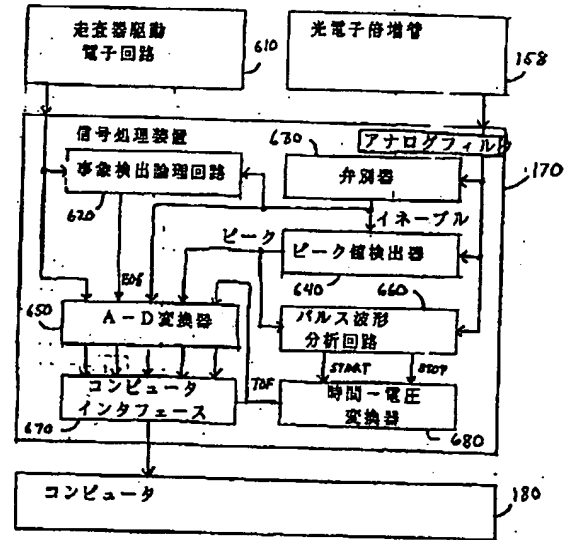 走査器駆動
電子回路
610
光電子倍増管
158
信号処理装置
630
アナログフィルタ
170
事象検出論理回路
弁別器
620
イネーブル
ピーク
ピーク値検出器
640
660
650
A-D変換器
パルス波形
分析回路
START
STOP
TOF
コンピュータ
インタフェース
時間～電圧
変換器
670
680
コンピュータ
180